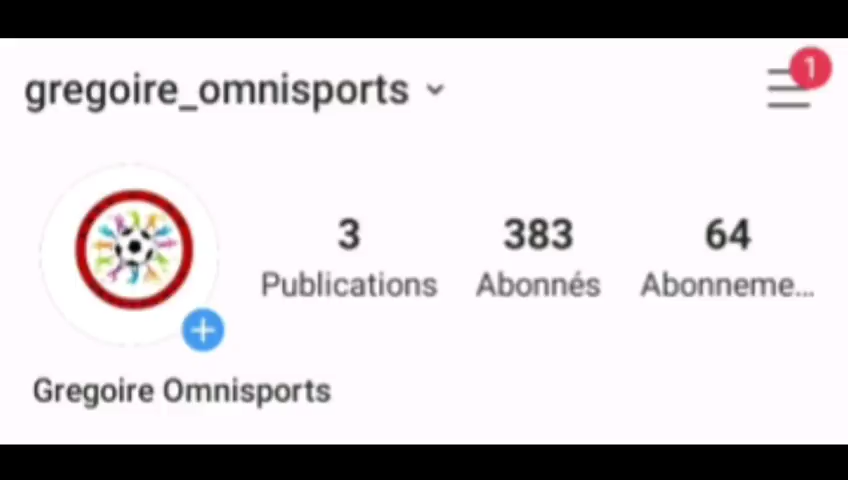 gregoire_omnisports
1
3 383 64
Publications Abonnés Abonneme...
Gregoire Omnisports